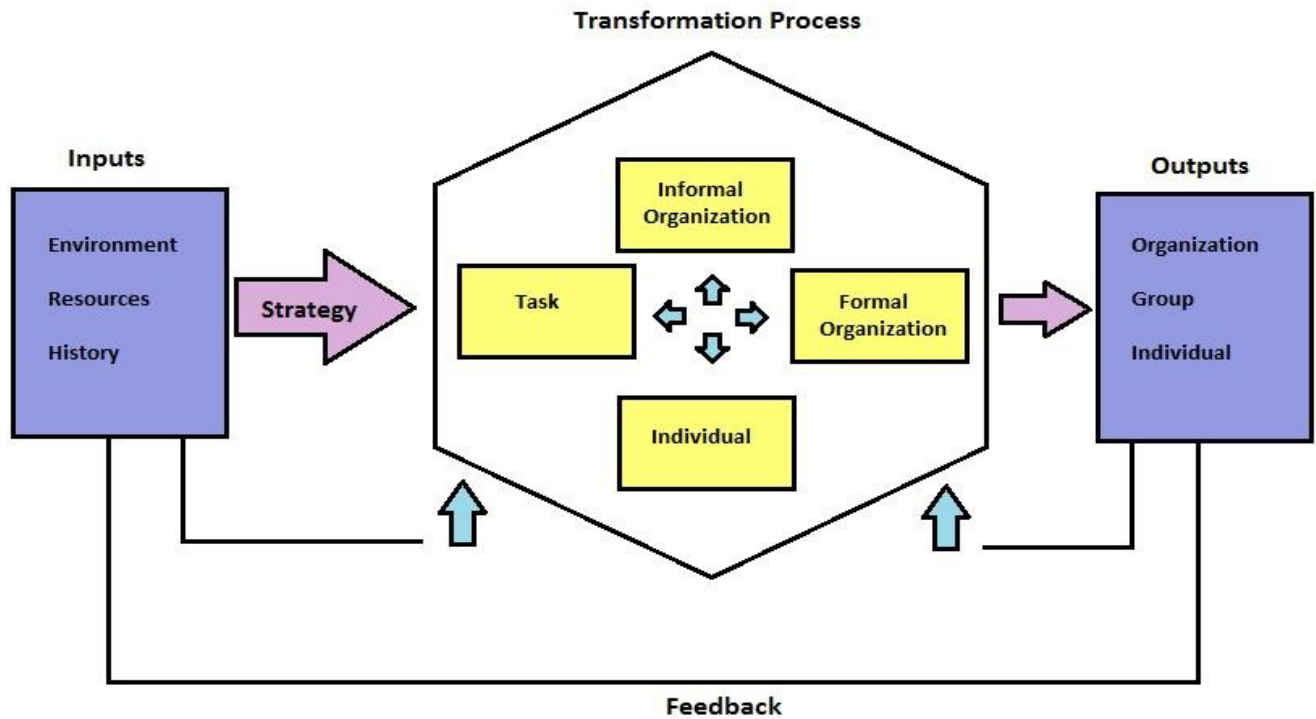 Transformation Process
Inputs
Environment
Resources
History
Strategy
Informal
Organization
Task
Formal
Organization
Individual
Outputs
Organization
Group
Individual
Feedback